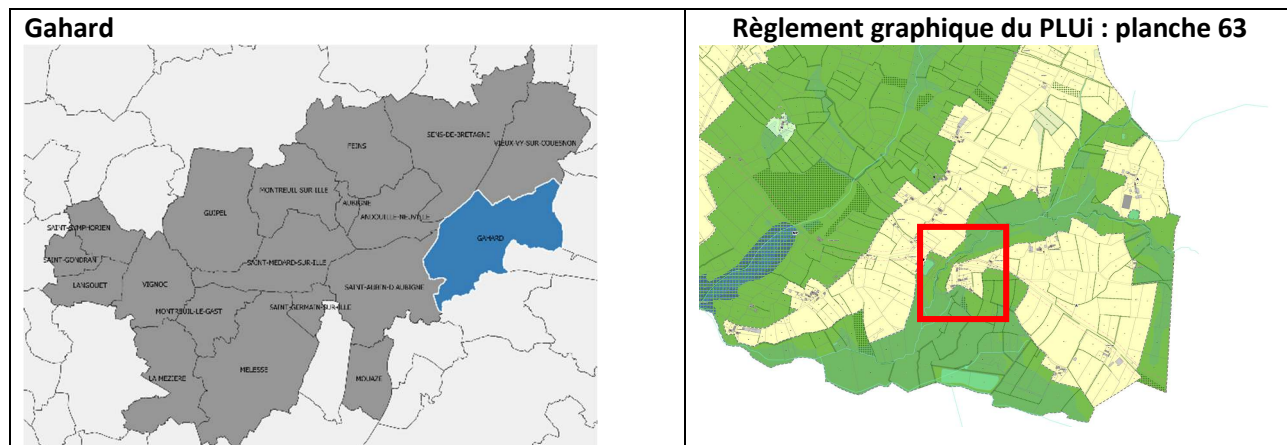 Gahard
Règlement graphique du PLUi : planche 63
SENS-DE-BRETAGNE
VIEUX-VY-SUR-COUESNON
FEINS
MONTREUIL-SUR-ILLE
AUBIGNE
ANDOUILLE-NEUVILLE
GUIPEL
GAHARD
SAINT-SYMPHORIEN
SAINT-GONDRAN
SAINT-MEDARD-SUR-ILLE
LANGOUET
VIGNOC
SAINT-AUBIN-D'AUBIGNE
SAINT-GERMAIN-SUR-ILLE
MONTREUIL-LE-GAST
LA MEZIERE
MELESSE
MOUAZE